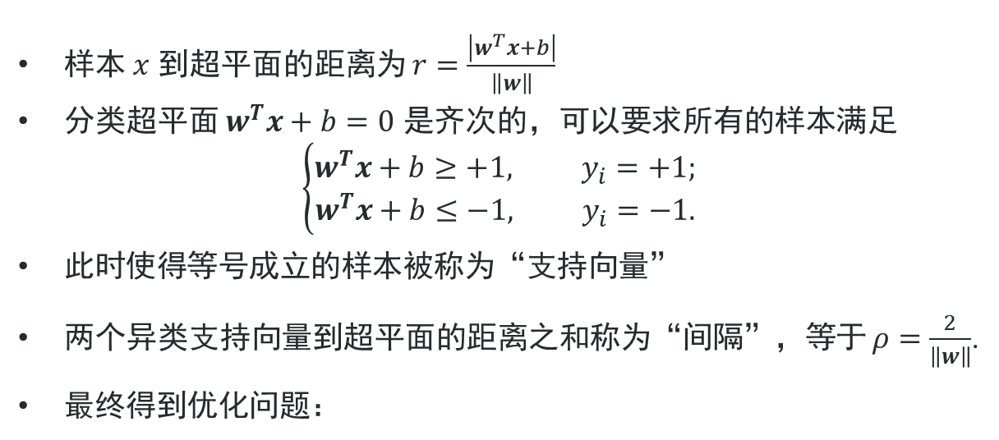 • 样本 $x$ 到超平面的距离为 $r = \frac{|\boldsymbol{w}^T\boldsymbol{x}+b|}{\|\boldsymbol{w}\|}$
• 分类超平面 $\boldsymbol{w}^T\boldsymbol{x} + b = 0$ 是齐次的，可以要求所有的样本满足
$\begin{cases} \boldsymbol{w}^T\boldsymbol{x} + b \geq +1, & y_i = +1; \\ \boldsymbol{w}^T\boldsymbol{x} + b \leq -1, & y_i = -1. \end{cases}$
• 此时使得等号成立的样本被称为“支持向量”
• 两个异类支持向量到超平面的距离之和称为“间隔”，等于 $\rho = \frac{2}{\|\boldsymbol{w}\|}$.
• 最终得到优化问题：